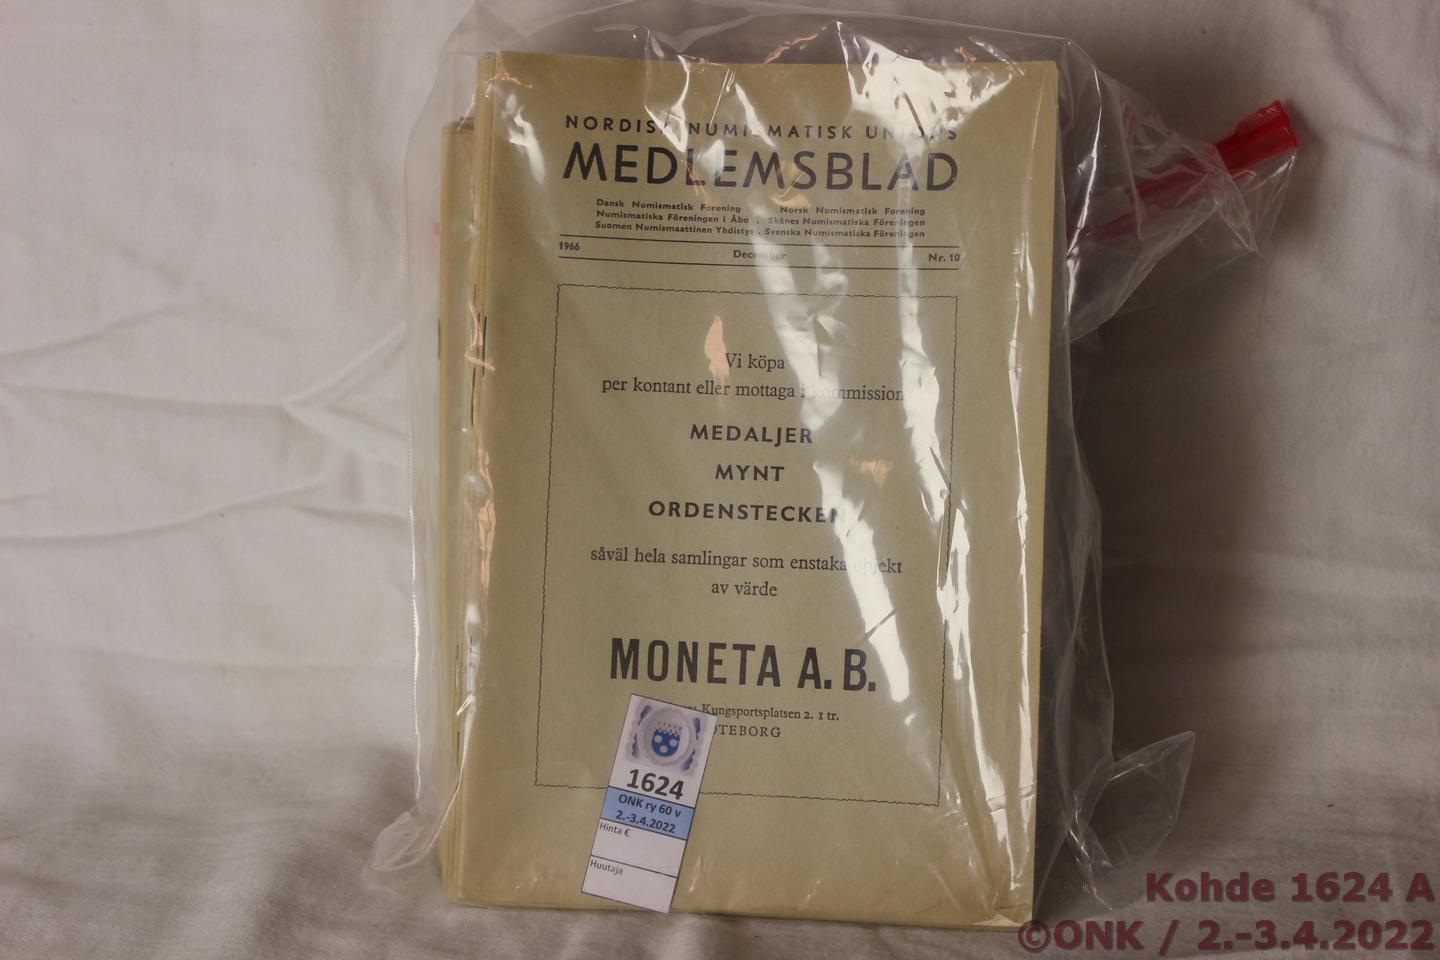 NORDISK NUMISMATISK UNIONS
MEDLEMSBLAD
Dansk Numismatisk Forening . Norsk Numismatisk Forening
Numismatiska Föreningen i Åbo . Skånes Numismatiska Föreningen
Suomen Numismaattinen Yhdistys . Svenska Numismatiska Föreningen
1966 December Nr. 10
Vi köpa
per kontant eller mottaga i kommission
MEDALJER
MYNT
ORDENSTECKEN
såväl hela samlingar som enstaka objekt
av värde
MONETA A.B.
Kungsportsplatsen 2. 1 tr.
GÖTEBORG
1624
ONK ry 60 v
2.-3.4.2022
Hinta €
Huutaja
Kohde 1624 A
©ONK / 2.-3.4.2022